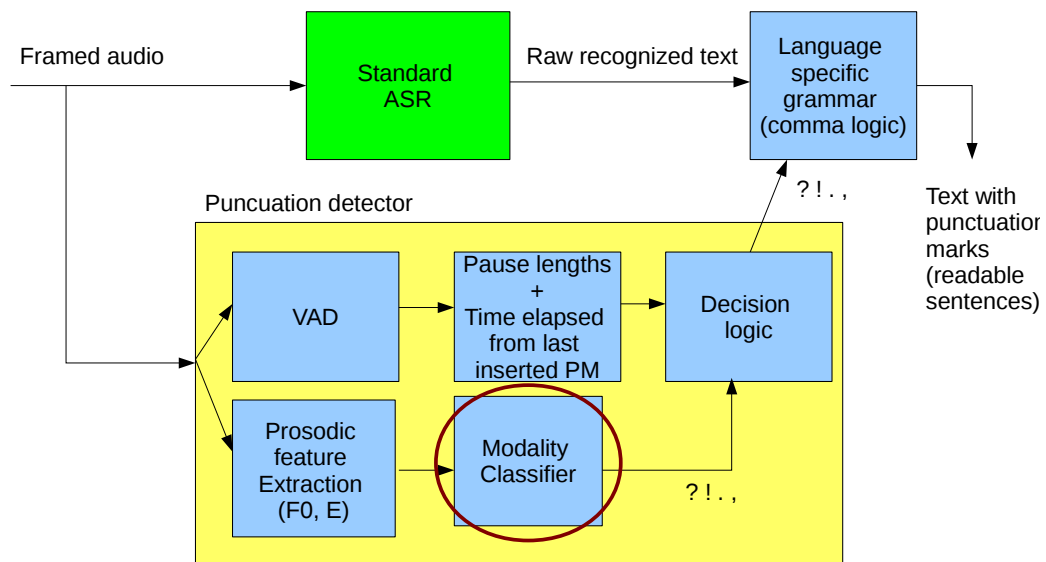 Framed audio
Standard
ASR
Raw recognized text
Language
specific
grammar
(comma logic)
? ! . ,
Text with
punctuation
marks
(readable
sentences)
Puncuation detector
VAD
Pause lengths
+
Time elapsed
from last
inserted PM
Decision
logic
Prosodic
feature
Extraction
(F0, E)
Modality
Classifier
? ! . ,